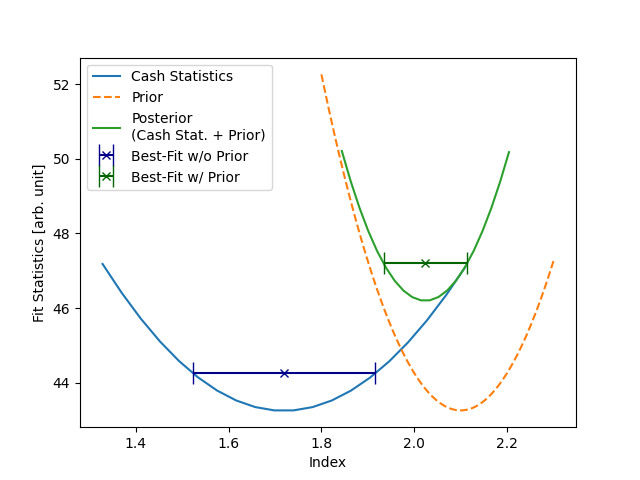 Cash Statistics
Prior
Posterior
(Cash Stat. + Prior)
Best-Fit w/o Prior
Best-Fit w/ Prior
Fit Statistics [arb. unit]
52
50
48
46
44
1.4 1.6 1.8 2.0 2.2
Index